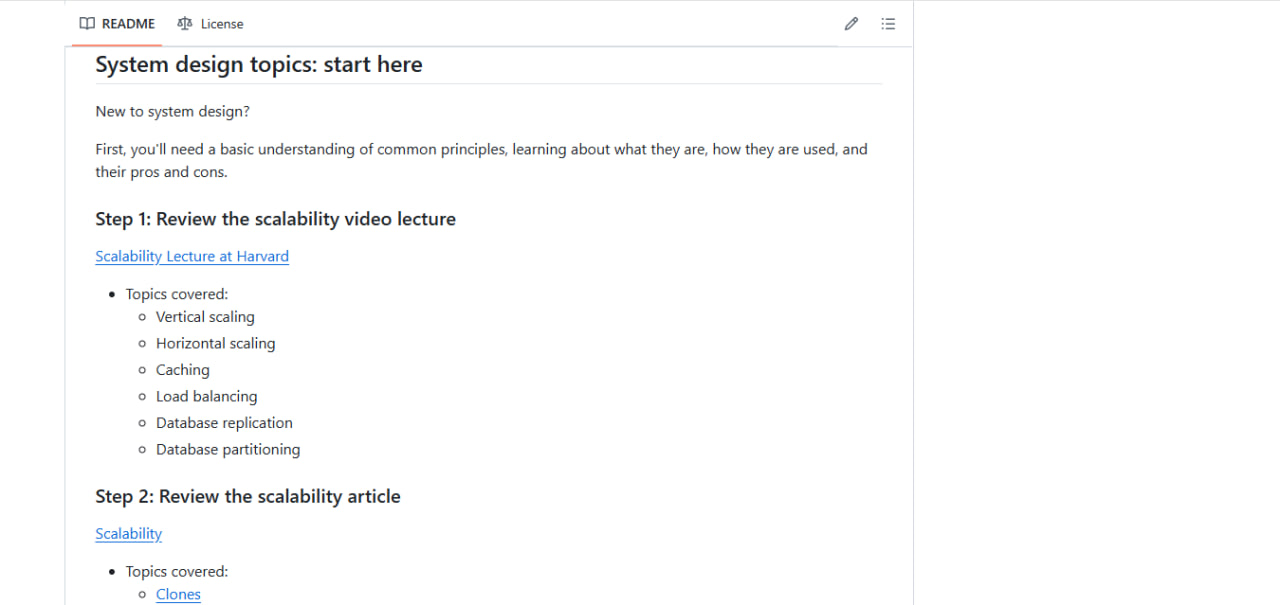 README
License
System design topics: start here
New to system design?
First, you'll need a basic understanding of common principles, learning about what they are, how they are used, and
their pros and cons.
Step 1: Review the scalability video lecture
Scalability Lecture at Harvard
Topics covered:
Vertical scaling
Horizontal scaling
Caching
Load balancing
Database replication
Database partitioning
Step 2: Review the scalability article
Scalability
Topics covered:
Clones